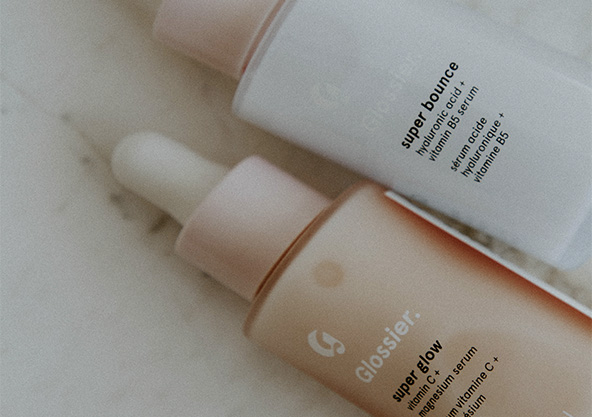 Glossier.
super bounce
hyaluronic acid +
vitamin B5 serum
sérum acide
hyaluronique +
vitamine B5
G
Glossier.
super glow
vitamin C +
magnesium serum
vitamine C +